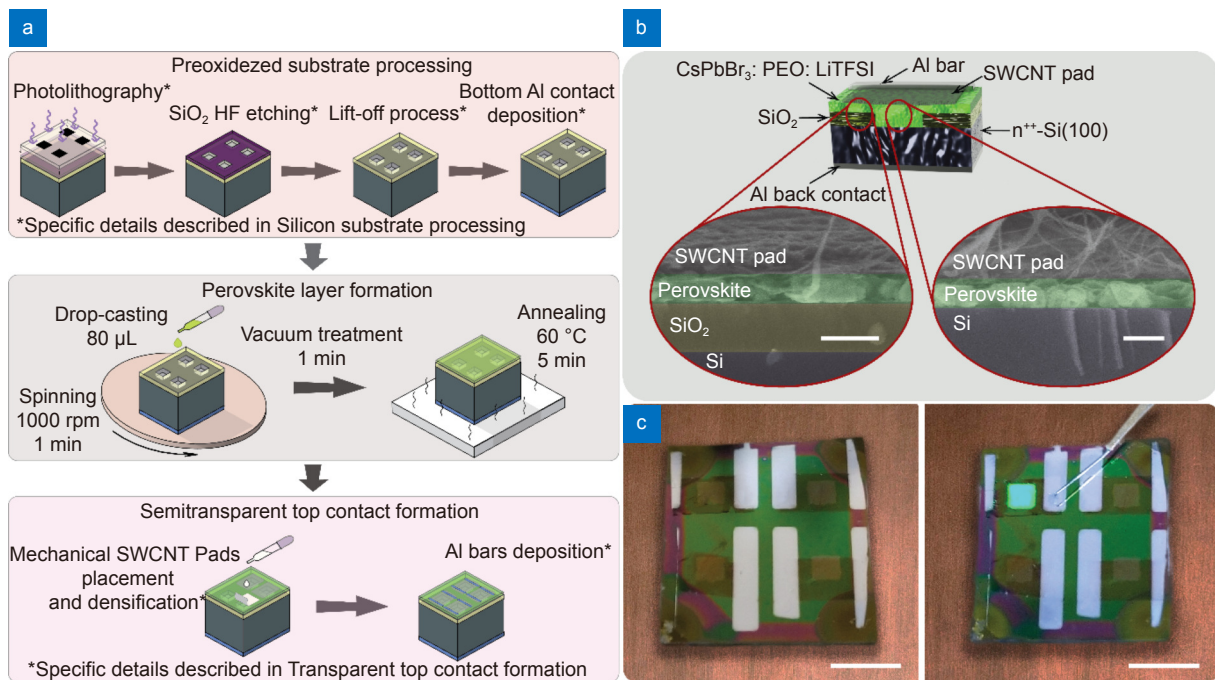 a
Preoxidezed substrate processing
Photolithography*
SiO₂ HF etching*
Lift-off process*
Bottom Al contact
deposition*
*Specific details described in Silicon substrate processing
Perovskite layer formation
Drop-casting
80 μL
Spinning
1000 rpm
1 min
Vacuum treatment
1 min
Annealing
60 °C
5 min
Semitransparent top contact formation
Mechanical SWCNT Pads
placement
and densification*
Al bars deposition*
*Specific details described in Transparent top contact formation
b
CsPbBr₃: PEO: LiTFSI
Al bar
SWCNT pad
SiO₂
n⁺⁺-Si(100)
Al back contact
SWCNT pad
Perovskite
SiO₂
Si
SWCNT pad
Perovskite
Si
c